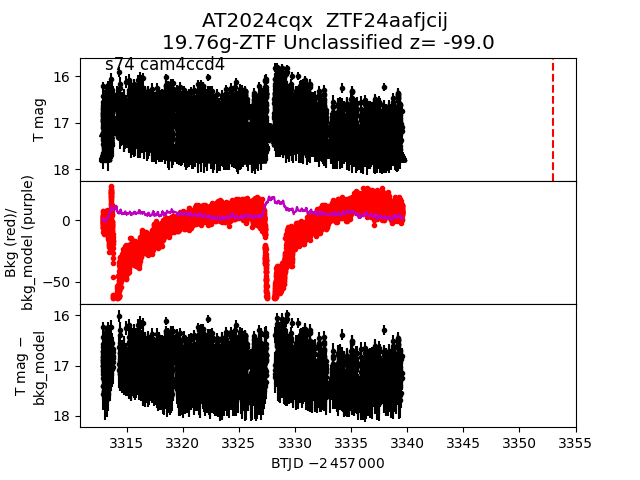 AT2024cqx  ZTF24aafjcij
19.76g-ZTF Unclassified z= -99.0
s74 cam4ccd4
16
17
18
T mag
0
−50
Bkg (red)/
bkg_model (purple)
16
17
18
T mag −
bkg_model
3315 3320 3325 3330 3335 3340 3345 3350 3355
BTJD −2 457 000